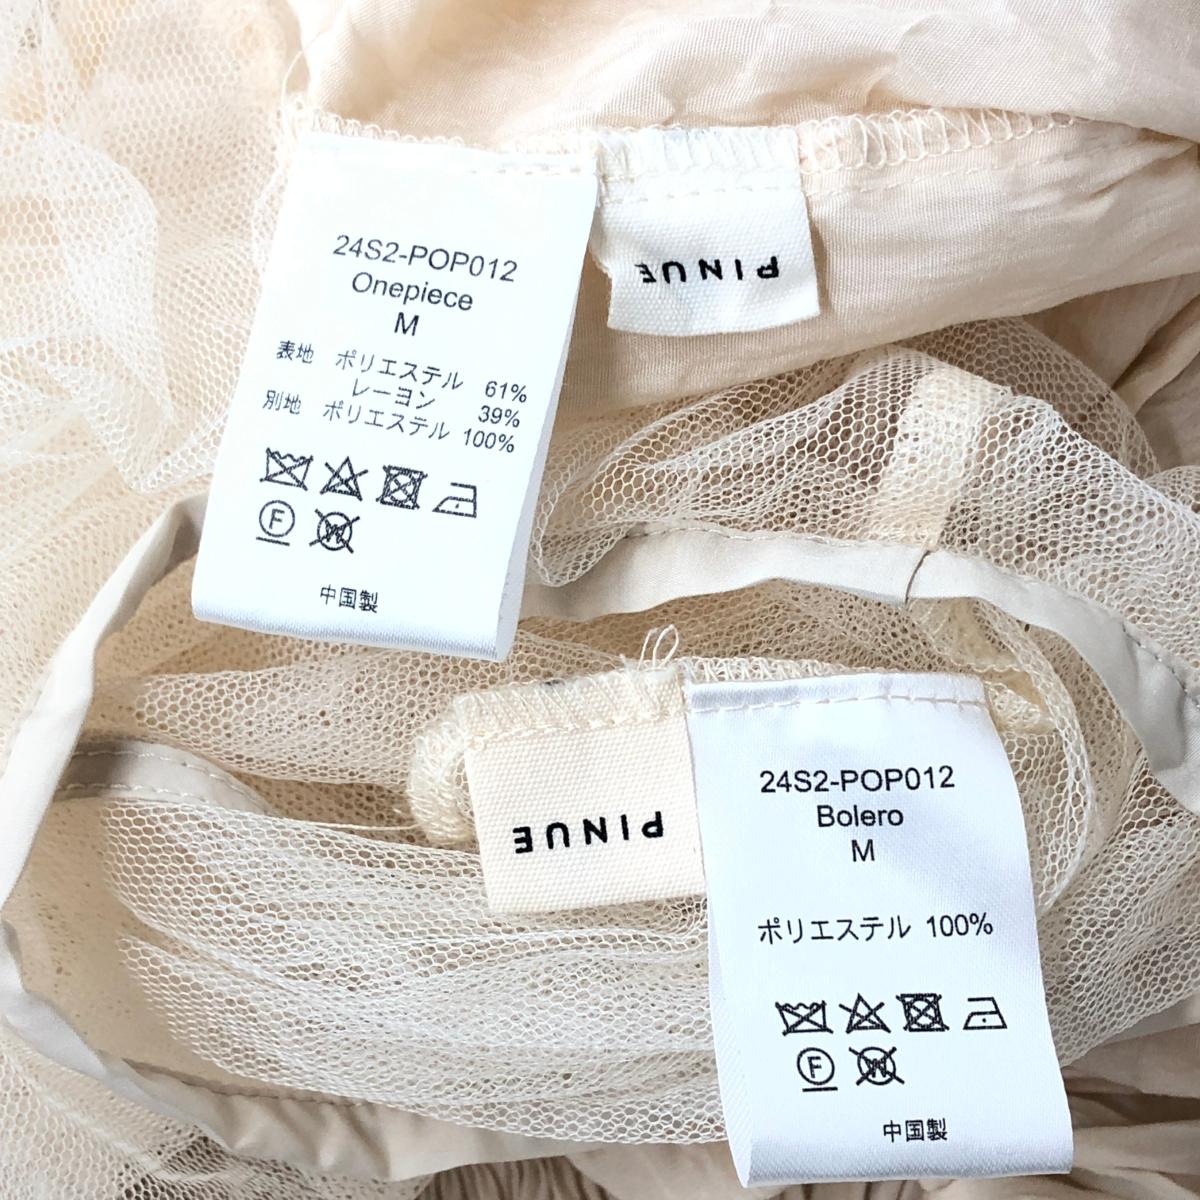 24S2-POP012
Onepiece
M
表地 ポリエステル 61%
レーヨン 39%
別地 ポリエステル 100%
F W
中国製
PINUE
PINUE
24S2-POP012
Bolero
M
ポリエステル 100%
F W
中国製